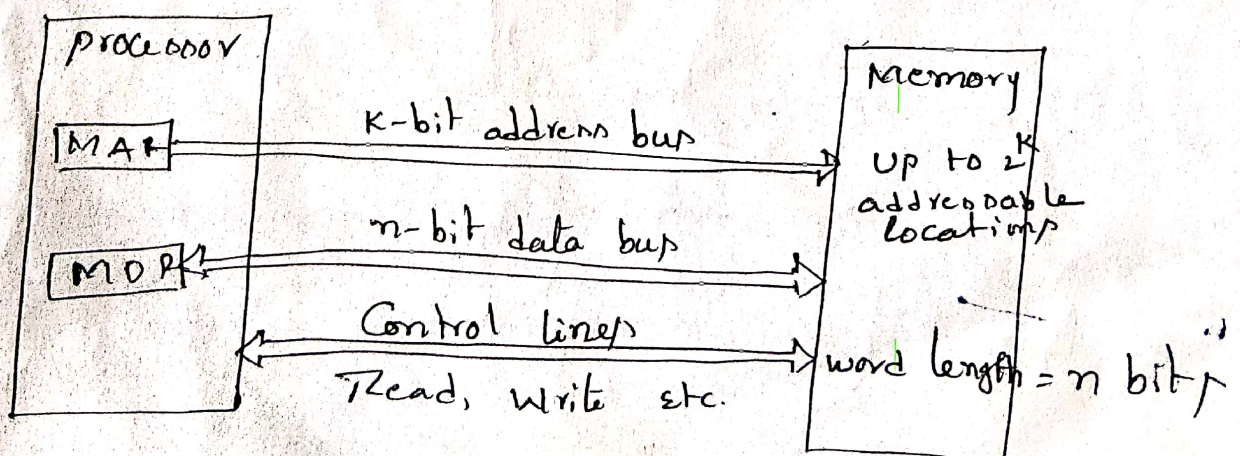 processor
MAR
MDR
K-bit address bus
n-bit data bus
Control lines
Read, Write etc.
Memory
Up to 2^K
addressable
locations
word length = n bits